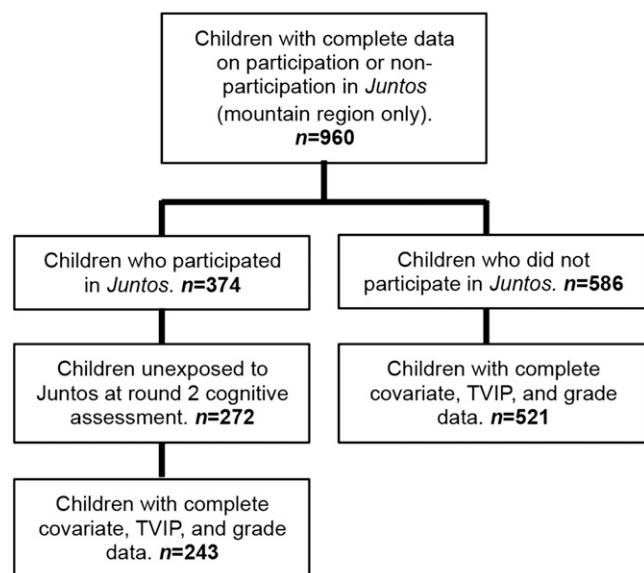 Children with complete data
on participation or non-
participation in Juntos
(mountain region only).
n=960
Children who participated
in Juntos. n=374
Children who did not
participate in Juntos. n=586
Children unexposed to
Juntos at round 2 cognitive
assessment. n=272
Children with complete
covariate, TVIP, and grade
data. n=521
Children with complete
covariate, TVIP, and grade
data. n=243